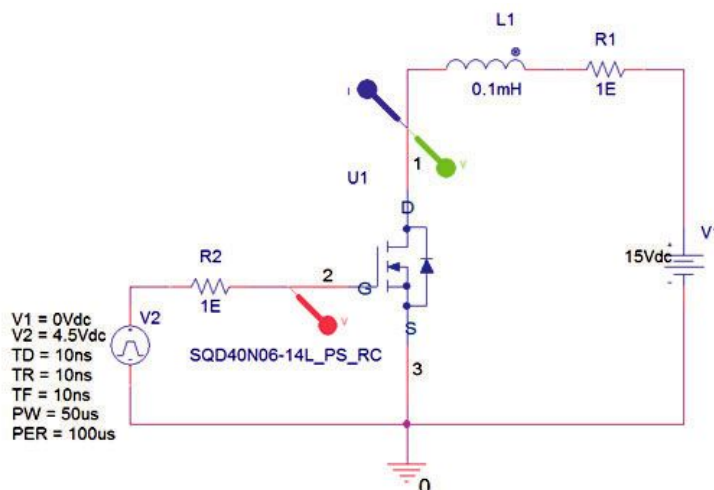 L1
R1
0.1mH
1E
I
V
1
U1
D
V1
15Vdc
R2
2
G
1E
S
V1 = 0Vdc
V2
V2 = 4.5Vdc
V
TD = 10ns
SQD40N06-14L_PS_RC
3
TR = 10ns
TF = 10ns
PW = 50us
PER = 100us
0